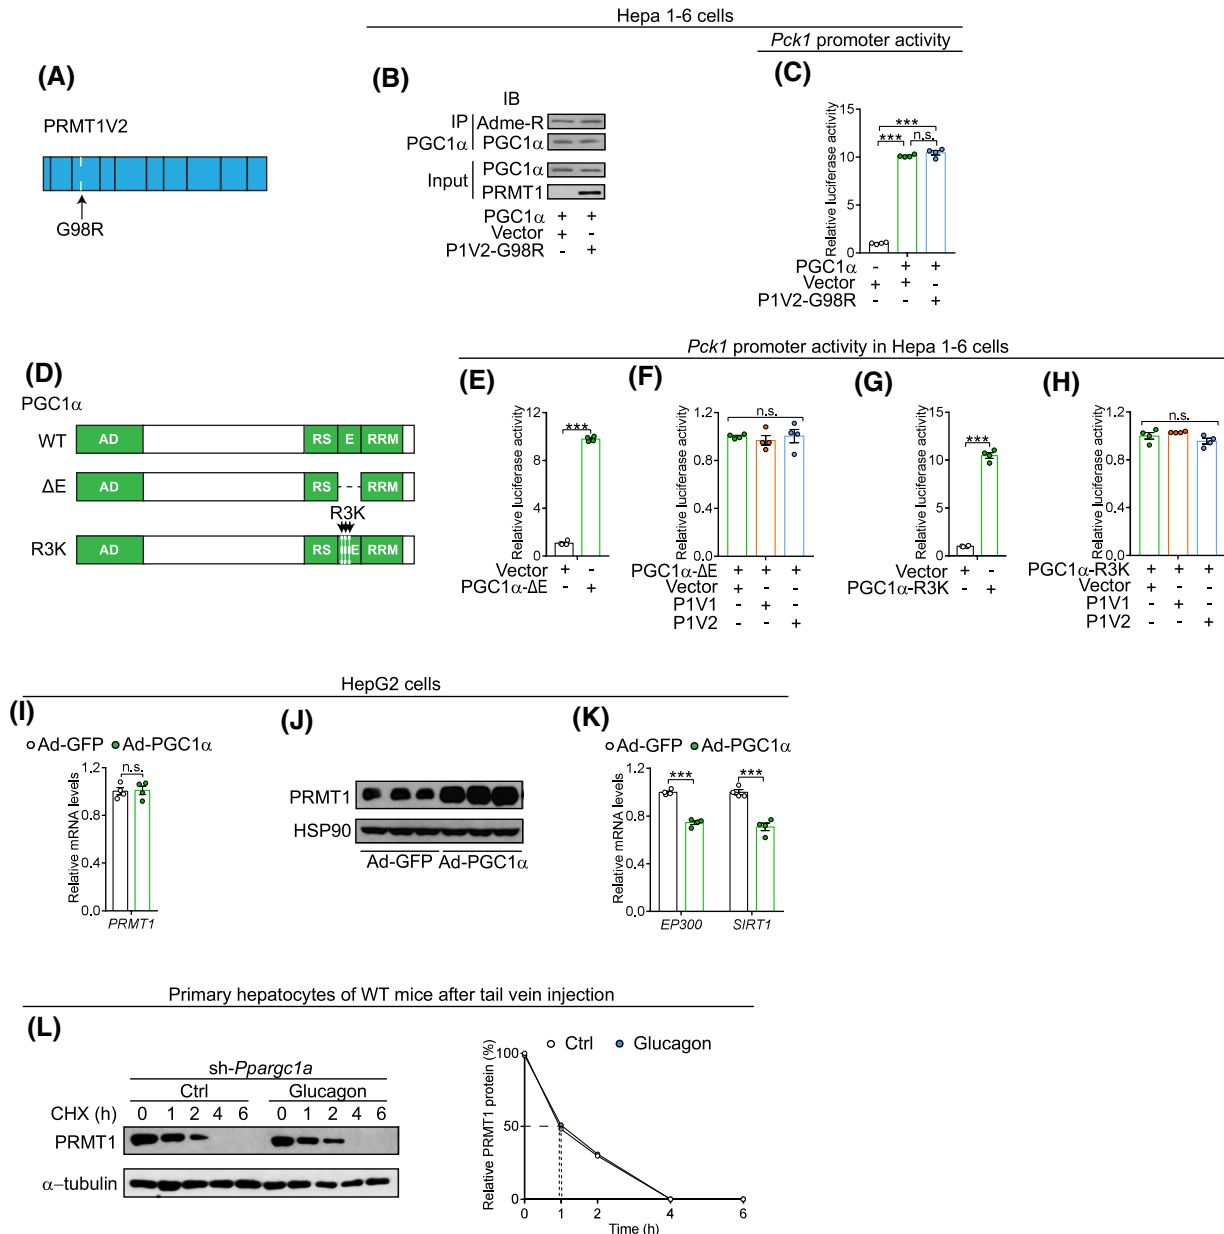 Hepa 1-6 cells
Pck1 promoter activity
(A)
PRMT1V2
G98R
(B)
IB
IP
PGC1α
Adme-R
PGC1α
Input
PGC1α
PRMT1
PGC1α + +
Vector + -
P1V2-G98R - +
(C)
Relative luciferase activity
15
10
5
0
***
***
n.s.
PGC1α - + +
Vector + + -
P1V2-G98R - - +
(D)
PGC1α
WT AD RS E RRM
ΔE AD RS RRM
R3K
R3K AD RS E RRM
Pck1 promoter activity in Hepa 1-6 cells
(E)
Relative luciferase activity
12
8
4
0
***
Vector + -
PGC1α-ΔE - +
(F)
Relative luciferase activity
1.2
0.8
0.4
0.0
n.s.
PGC1α-ΔE + + +
Vector + - -
P1V1 - + -
P1V2 - - +
(G)
Relative luciferase activity
15
10
5
0
***
Vector + -
PGC1α-R3K - +
(H)
Relative luciferase activity
1.2
0.8
0.4
0.0
n.s.
PGC1α-R3K + + +
Vector + - -
P1V1 - + -
P1V2 - - +
HepG2 cells
(I)
Ad-GFP Ad-PGC1α
Relative mRNA levels
1.2
0.8
0.4
0.0
n.s.
PRMT1
(J)
PRMT1
HSP90
Ad-GFP Ad-PGC1α
(K)
Ad-GFP Ad-PGC1α
Relative mRNA levels
1.2
0.8
0.4
0.0
***
***
EP300 SIRT1
Primary hepatocytes of WT mice after tail vein injection
(L)
sh-Ppargc1a
Ctrl Glucagon
CHX (h) 0 1 2 4 6 0 1 2 4 6
PRMT1
α-tubulin
Ctrl Glucagon
Relative PRMT1 protein (%)
100
50
0
0 1 2 4 6
Time (h)